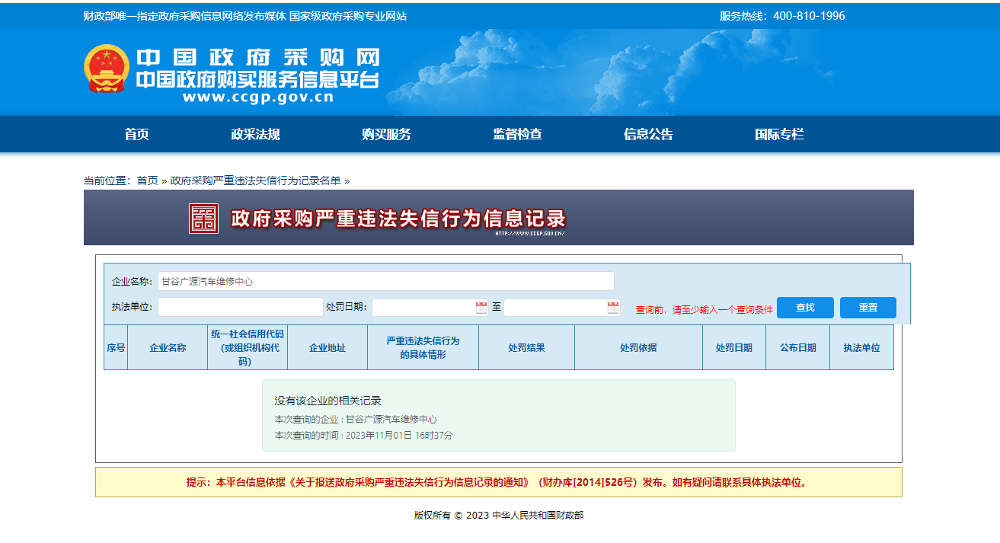 财政部唯一指定政府采购信息网络发布媒体 国家级政府采购专业网站
服务热线：400-810-1996
中国政府采购网
中国政府购买服务信息平台
www.ccgp.gov.cn
首页 政采法规 购买服务 监督检查 信息公告 国际专栏
当前位置：首页 » 政府采购严重违法失信行为记录名单 »
政府采购严重违法失信行为信息记录
HTTP://WWW.CCGP.GOV.CN/
企业名称：甘谷广源汽车维修中心
执法单位： 处罚日期： 至 查询前，请至少输入一个查询条件 查找 重置
序号 企业名称 统一社会信用代码(或组织机构代码) 企业地址 严重违法失信行为的具体情形 处罚结果 处罚依据 处罚日期 公布日期 执法单位
没有该企业的相关记录
本次查询的企业 : 甘谷广源汽车维修中心
本次查询的时间 : 2023年11月01日 16时37分
提示：本平台信息依据《关于报送政府采购严重违法失信行为信息记录的通知》（财办库[2014]526号）发布。如有疑问请联系具体执法单位。
版权所有 © 2023 中华人民共和国财政部